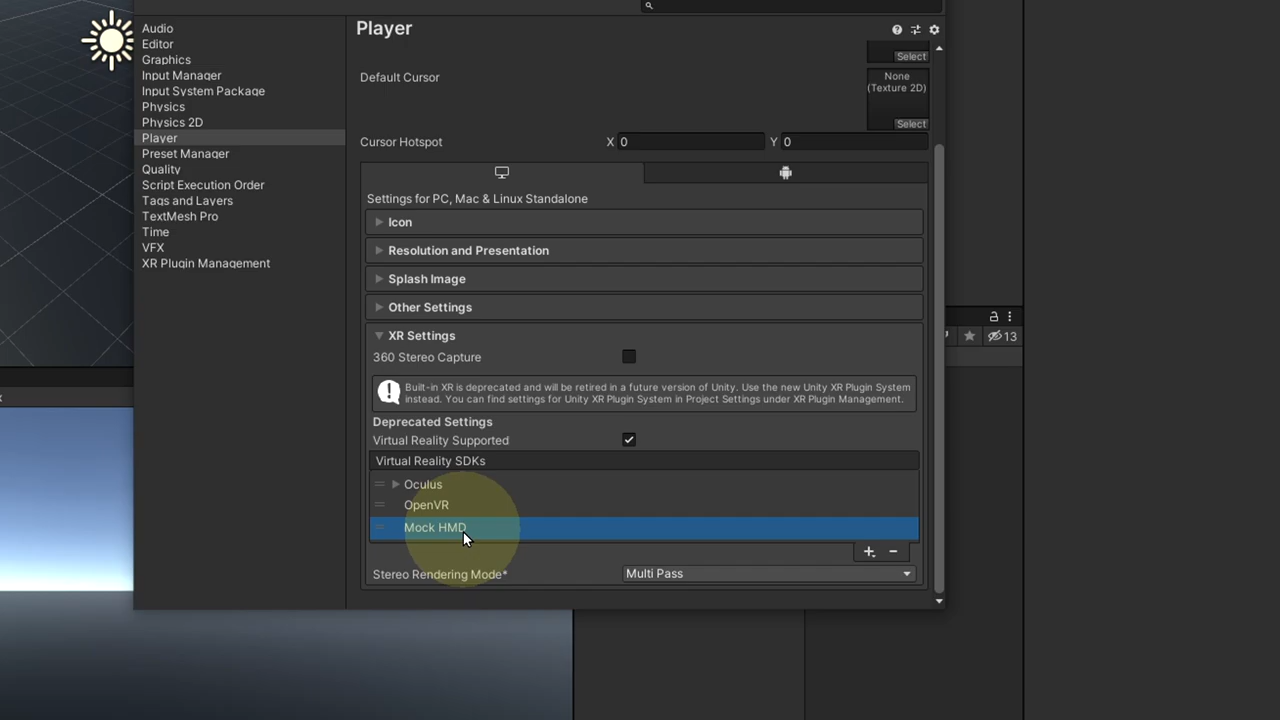 Audio
Editor
Graphics
Input Manager
Input System Package
Physics
Physics 2D
Player
Preset Manager
Quality
Script Execution Order
Tags and Layers
TextMesh Pro
Time
VFX
XR Plugin Management
Player
Select
Default Cursor
None
(Texture 2D)
Select
Cursor Hotspot X 0 Y 0
Settings for PC, Mac & Linux Standalone
Icon
Resolution and Presentation
Splash Image
Other Settings
XR Settings
360 Stereo Capture
Built-in XR is deprecated and will be retired in a future version of Unity. Use the new Unity XR Plugin System
instead. You can find settings for Unity XR Plugin System in Project Settings under XR Plugin Management.
Deprecated Settings
Virtual Reality Supported
Virtual Reality SDKs
Oculus
OpenVR
Mock HMD
Stereo Rendering Mode* Multi Pass
13